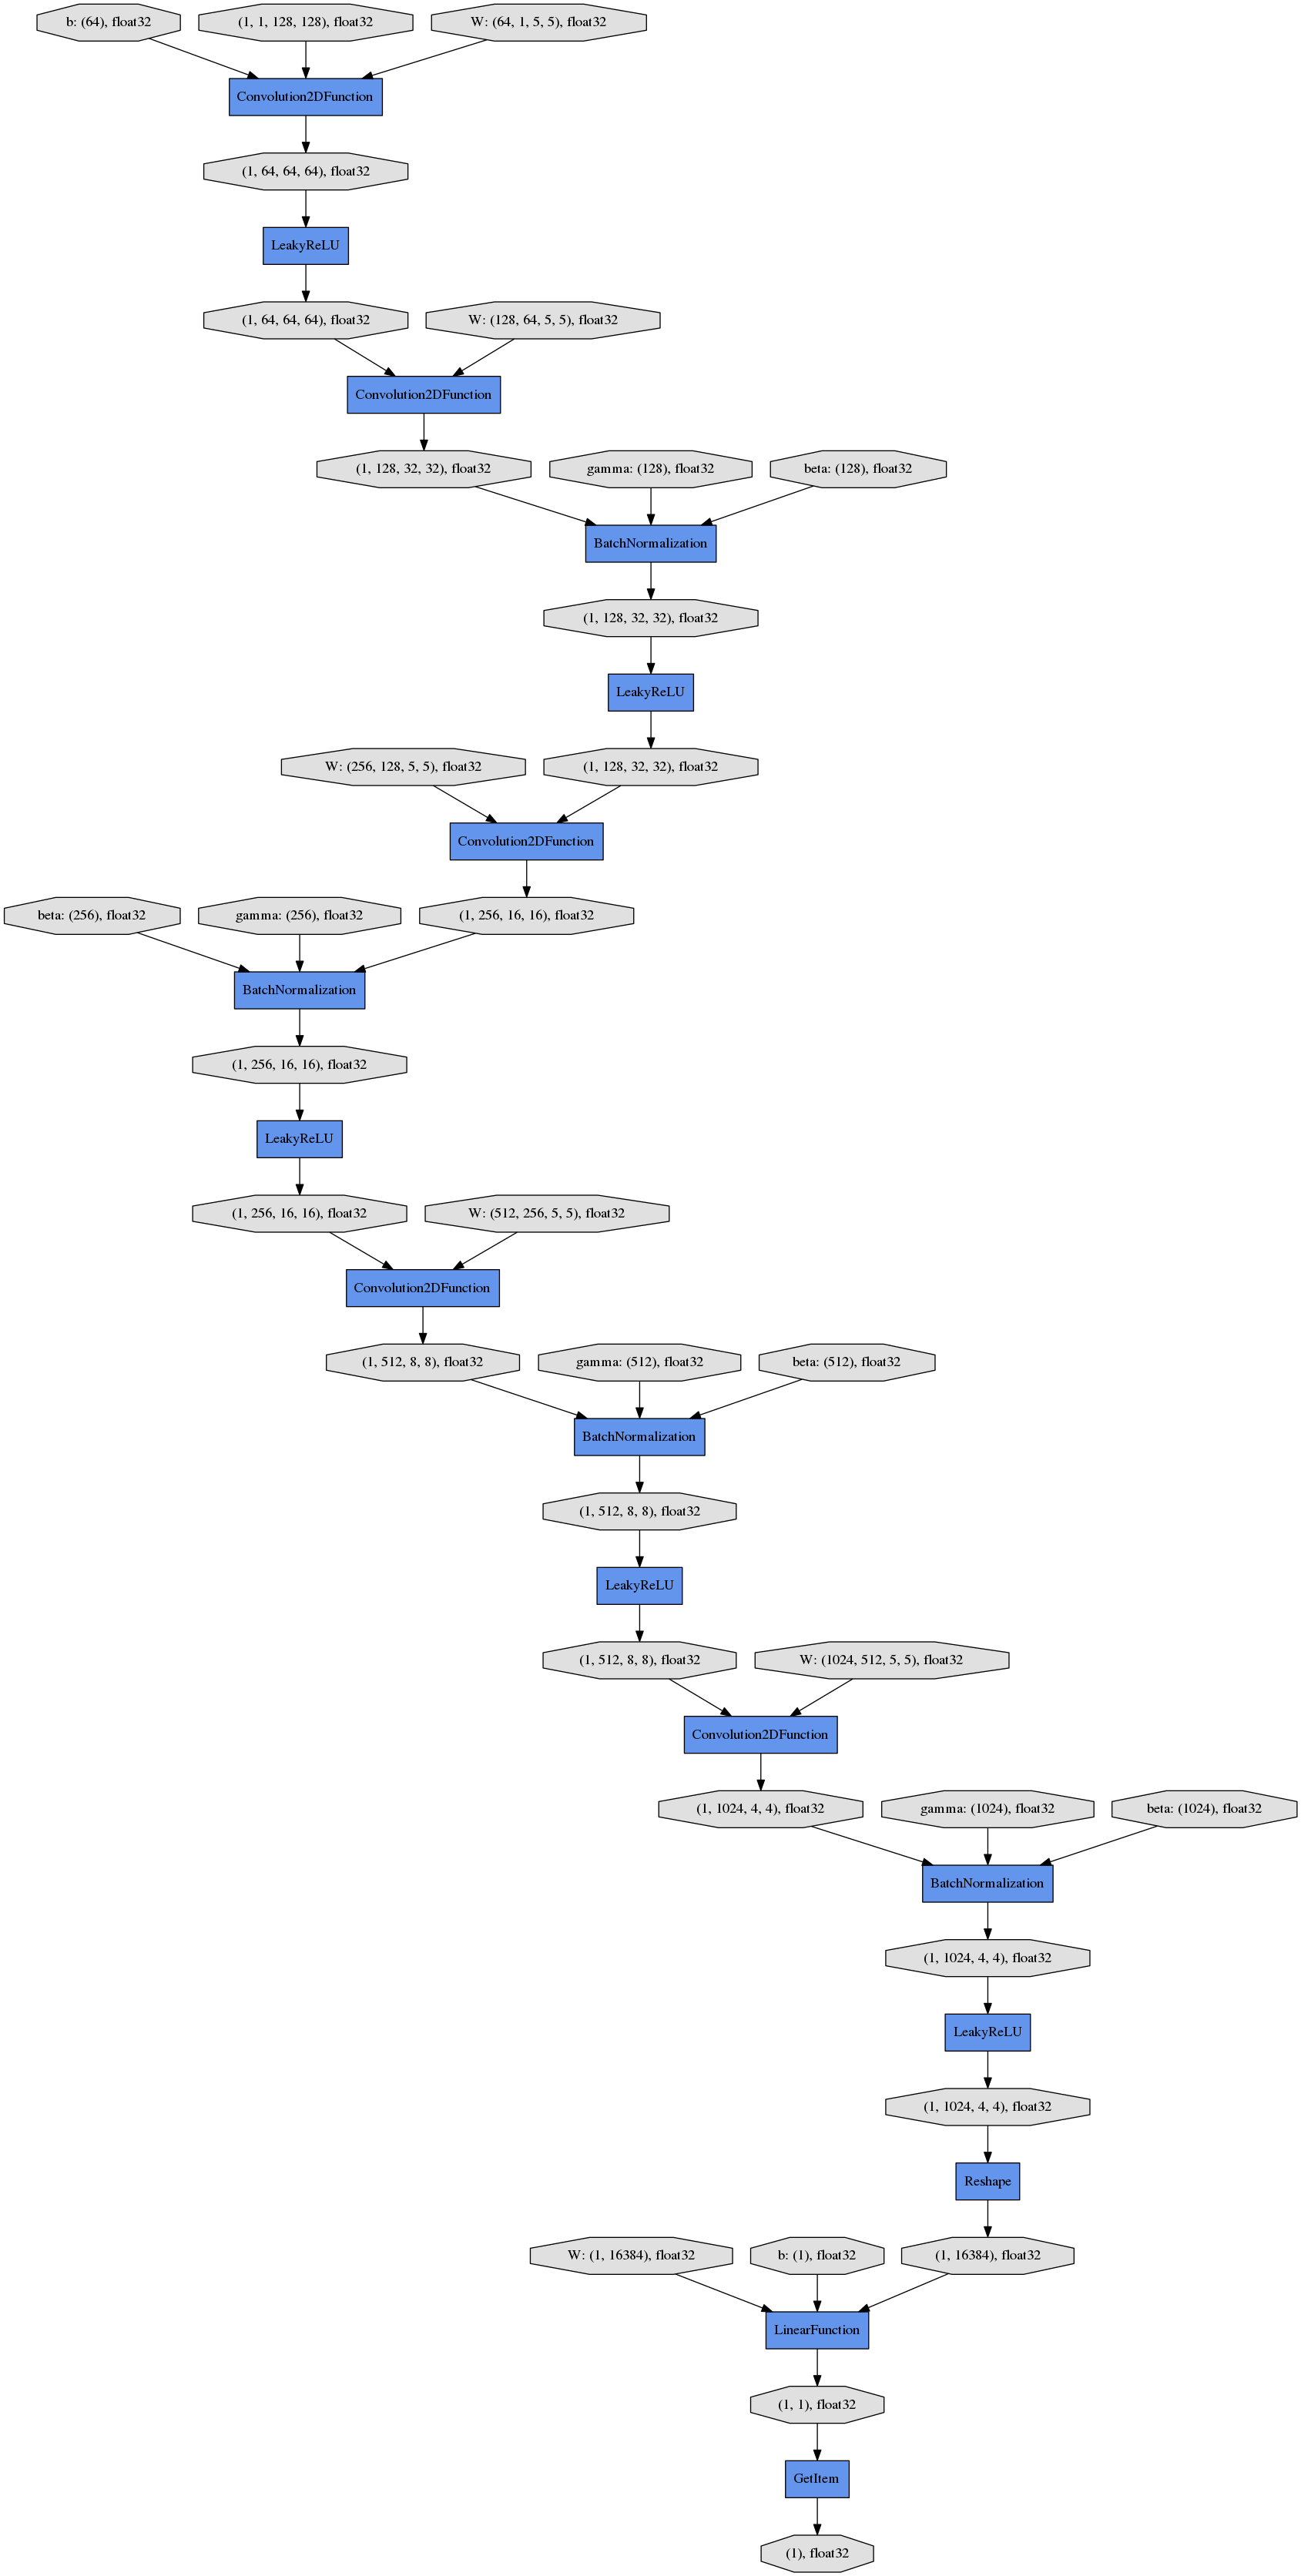 b: (64), float32
(1, 1, 128, 128), float32
W: (64, 1, 5, 5), float32
Convolution2DFunction
(1, 64, 64, 64), float32
LeakyReLU
(1, 64, 64, 64), float32
W: (128, 64, 5, 5), float32
Convolution2DFunction
(1, 128, 32, 32), float32
gamma: (128), float32
beta: (128), float32
BatchNormalization
(1, 128, 32, 32), float32
LeakyReLU
W: (256, 128, 5, 5), float32
(1, 128, 32, 32), float32
Convolution2DFunction
beta: (256), float32
gamma: (256), float32
(1, 256, 16, 16), float32
BatchNormalization
(1, 256, 16, 16), float32
LeakyReLU
(1, 256, 16, 16), float32
W: (512, 256, 5, 5), float32
Convolution2DFunction
(1, 512, 8, 8), float32
gamma: (512), float32
beta: (512), float32
BatchNormalization
(1, 512, 8, 8), float32
LeakyReLU
(1, 512, 8, 8), float32
W: (1024, 512, 5, 5), float32
Convolution2DFunction
(1, 1024, 4, 4), float32
gamma: (1024), float32
beta: (1024), float32
BatchNormalization
(1, 1024, 4, 4), float32
LeakyReLU
(1, 1024, 4, 4), float32
Reshape
W: (1, 16384), float32
b: (1), float32
(1, 16384), float32
LinearFunction
(1, 1), float32
GetItem
(1), float32